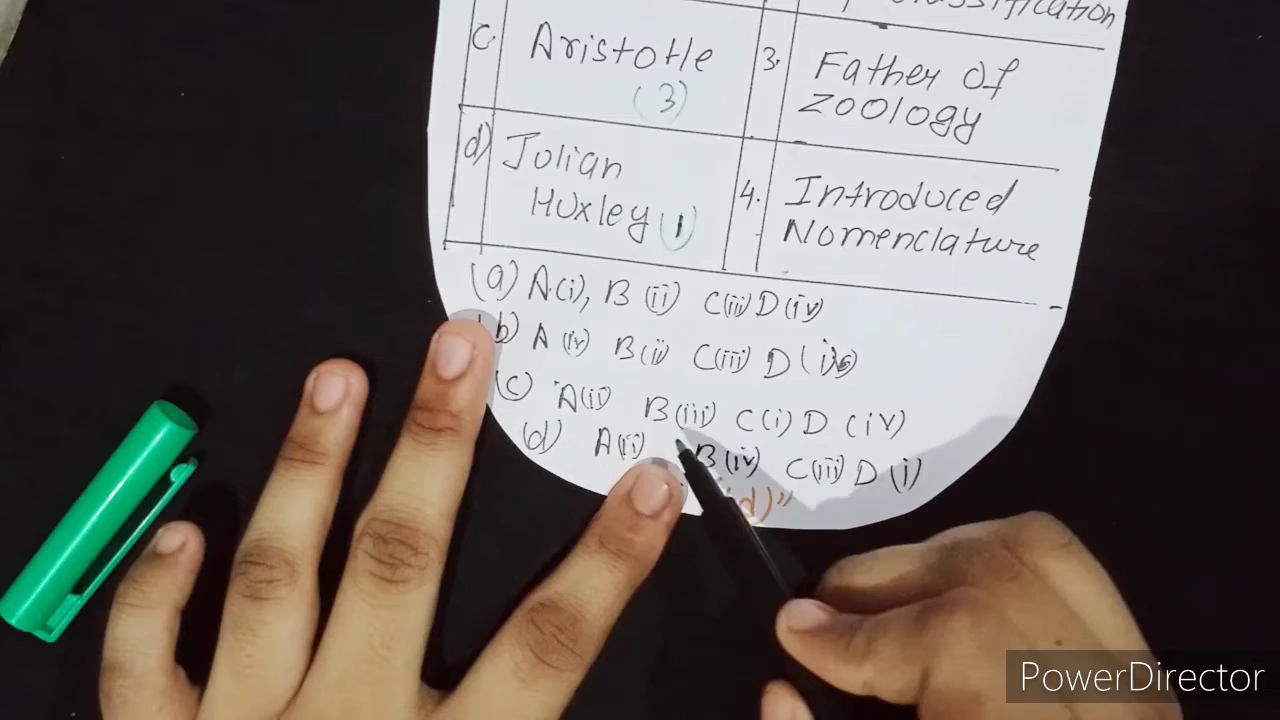 Classification
c. Aristotle (3) 3. Father Of Zoology
d) Julian Huxley (1) 4. Introduced Nomenclature
(a) A(i), B (ii) C(iii) D(iv)
b) A (iv) B(ii) C(iii) D(i)
(c) A(ii) B(iii) C(i) D (iv)
(d) A(ii) B(iv) C(iii) D(i)
d)"
PowerDirector